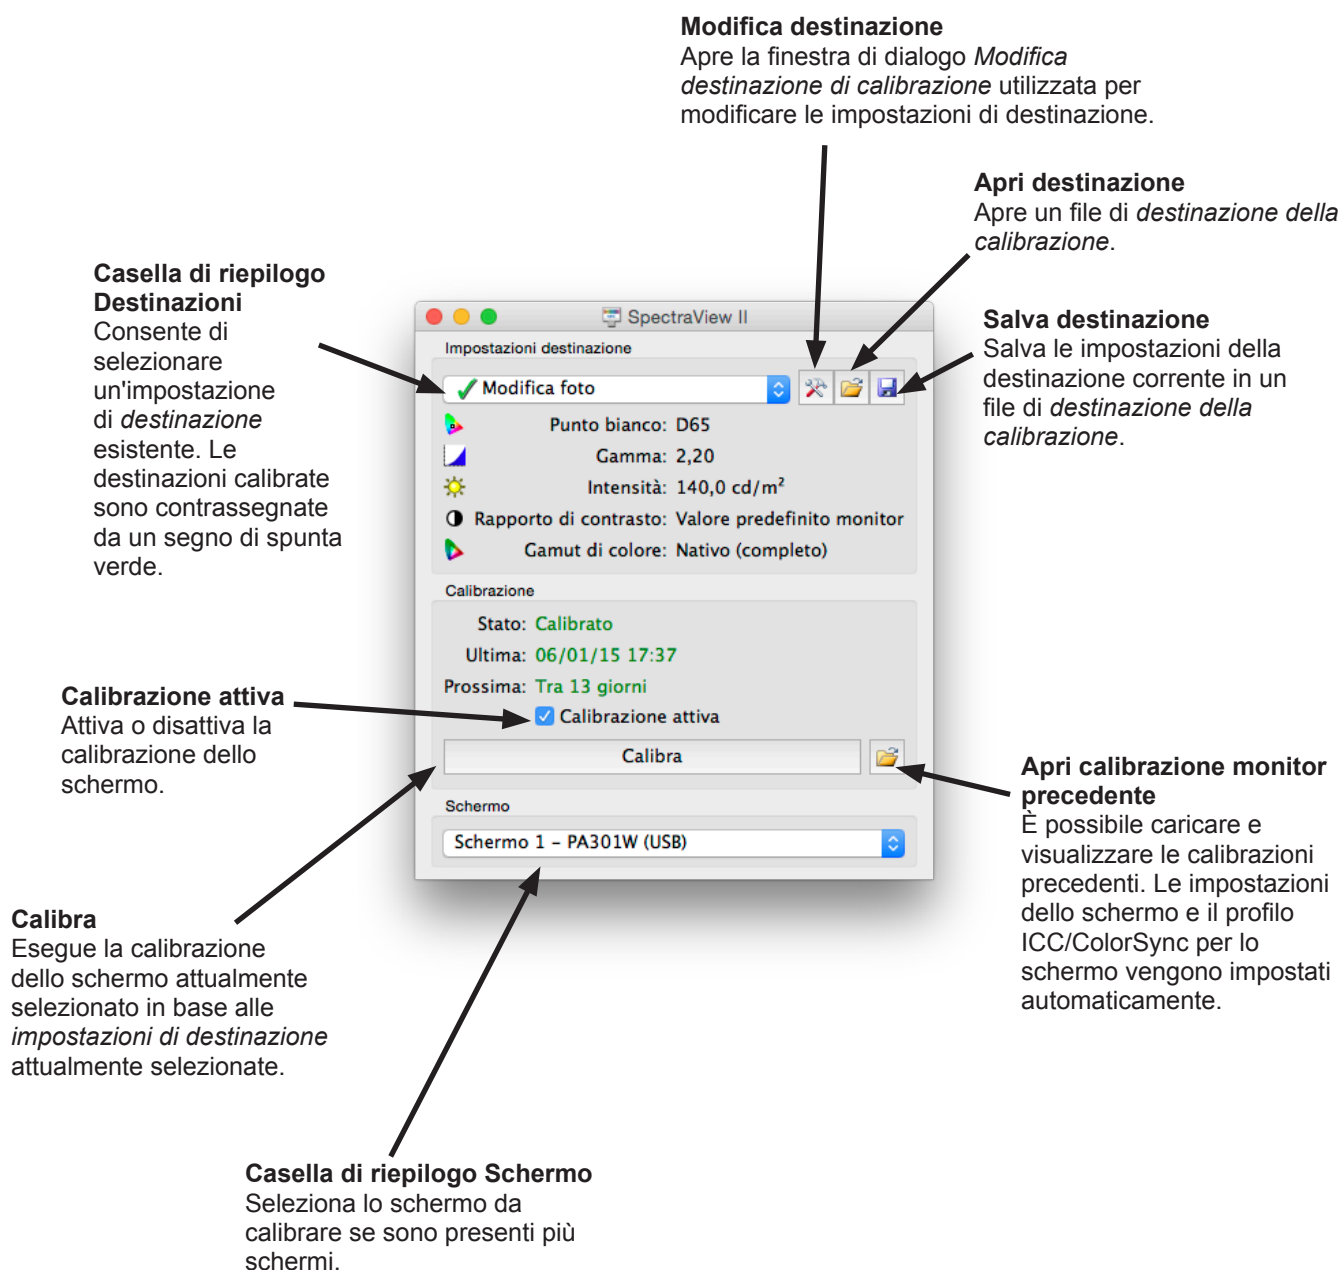 Modifica destinazione
Apre la finestra di dialogo Modifica
destinazione di calibrazione utilizzata per
modificare le impostazioni di destinazione.
Apri destinazione
Apre un file di destinazione della
calibrazione.
Casella di riepilogo
Destinazioni
Consente di
selezionare
un'impostazione
di destinazione
esistente. Le
destinazioni calibrate
sono contrassegnate
da un segno di spunta
verde.
Salva destinazione
Salva le impostazioni della
destinazione corrente in un
file di destinazione della
calibrazione.
SpectraView II
Impostazioni destinazione
Modifica foto
Punto bianco: D65
Gamma: 2,20
Intensità: 140,0 cd/m²
Rapporto di contrasto: Valore predefinito monitor
Gamut di colore: Nativo (completo)
Calibrazione
Stato: Calibrato
Ultima: 06/01/15 17:37
Prossima: Tra 13 giorni
Calibrazione attiva
Calibra
Schermo
Schermo 1 – PA301W (USB)
Calibrazione attiva
Attiva o disattiva la
calibrazione dello
schermo.
Apri calibrazione monitor
precedente
È possibile caricare e
visualizzare le calibrazioni
precedenti. Le impostazioni
dello schermo e il profilo
ICC/ColorSync per lo
schermo vengono impostati
automaticamente.
Calibra
Esegue la calibrazione
dello schermo attualmente
selezionato in base alle
impostazioni di destinazione
attualmente selezionate.
Casella di riepilogo Schermo
Seleziona lo schermo da
calibrare se sono presenti più
schermi.